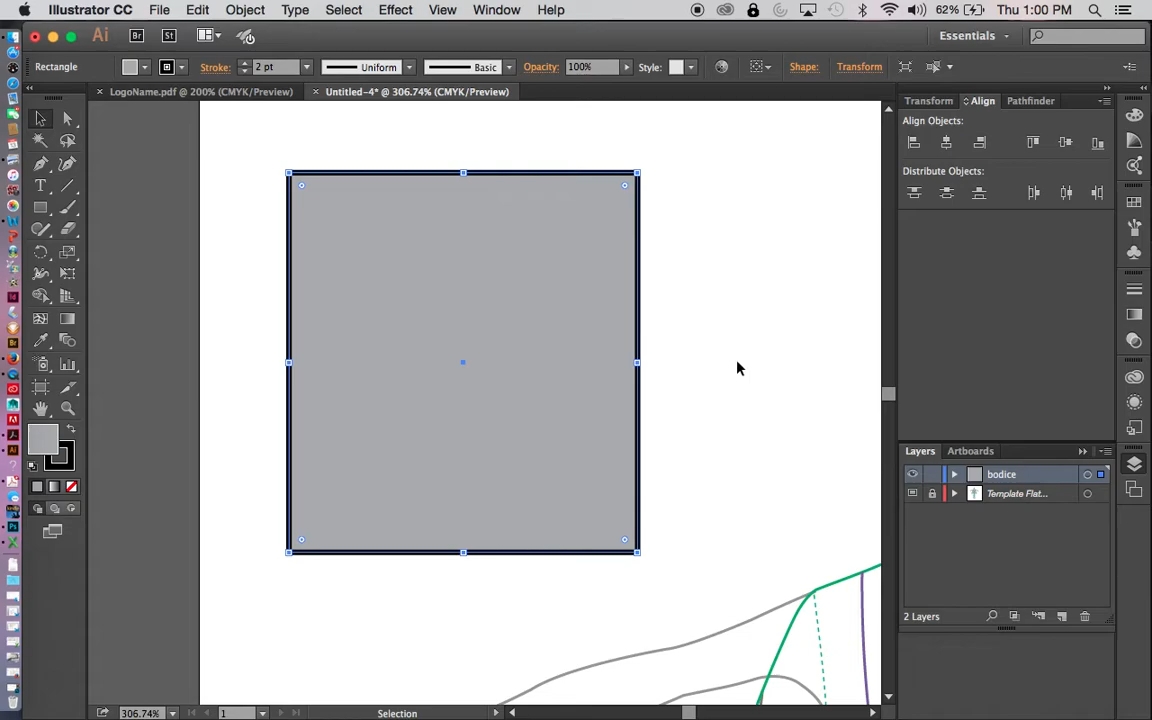 Illustrator CC File Edit Object Type Select Effect View Window Help 62% Thu 1:00 PM
Ai Br St Essentials
Rectangle Stroke: 2 pt Uniform Basic Opacity: 100% Style: Shape: Transform
× LogoName.pdf @ 200% (CMYK/Preview) × Untitled-4* @ 306.74% (CMYK/Preview)
Transform Align Pathfinder
Align Objects:
Distribute Objects:
Layers Artboards
bodice
Template Flat...
2 Layers
306.74% 1 Selection